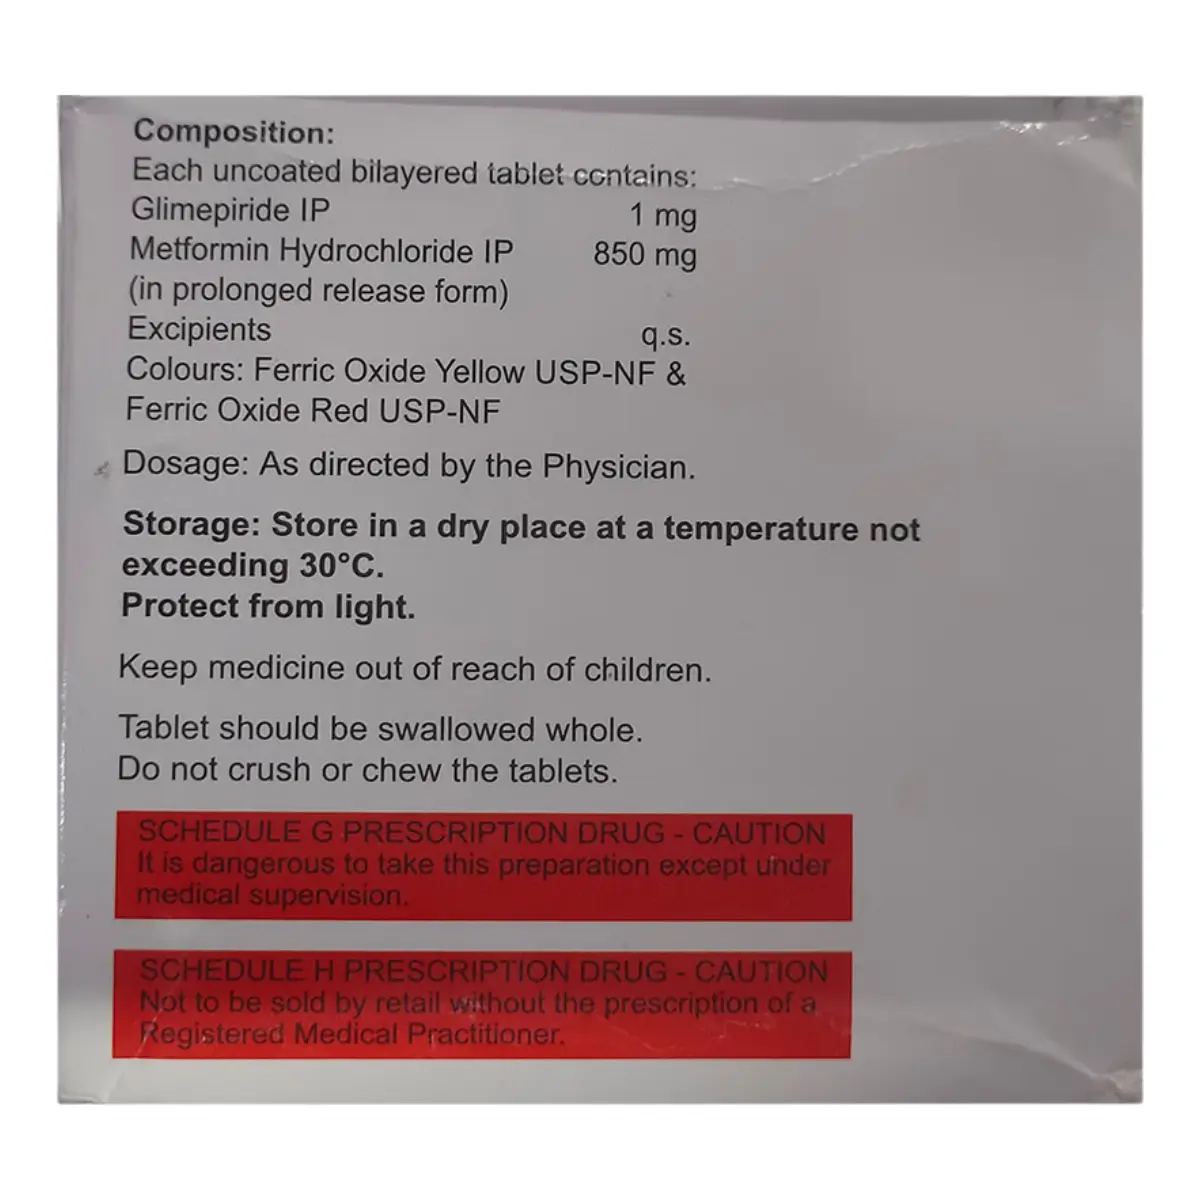 Composition:
Each uncoated bilayered tablet contains:
Glimepiride IP 1 mg
Metformin Hydrochloride IP 850 mg
(in prolonged release form)
Excipients q.s.
Colours: Ferric Oxide Yellow USP-NF &
Ferric Oxide Red USP-NF
Dosage: As directed by the Physician.
Storage: Store in a dry place at a temperature not
exceeding 30°C.
Protect from light.
Keep medicine out of reach of children.
Tablet should be swallowed whole.
Do not crush or chew the tablets.
SCHEDULE G PRESCRIPTION DRUG - CAUTION
It is dangerous to take this preparation except under
medical supervision.
SCHEDULE H PRESCRIPTION DRUG - CAUTION
Not to be sold by retail without the prescription of a
Registered Medical Practitioner.